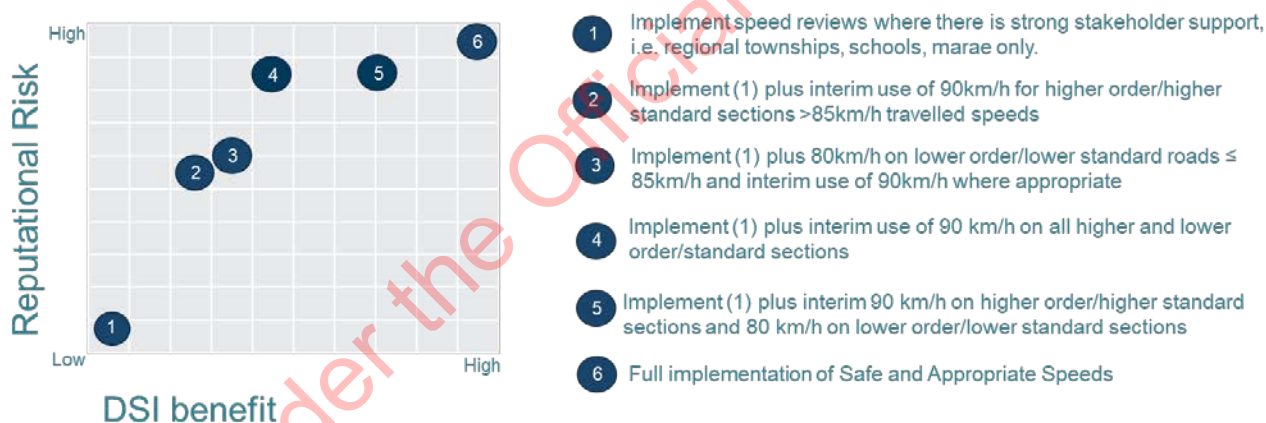 Reputational Risk
High
Low
High
DSI benefit
1
2
3
4
5
6
1 Implement speed reviews where there is strong stakeholder support,
i.e. regional townships, schools, marae only.
2 Implement (1) plus interim use of 90km/h for higher order/higher
standard sections >85km/h travelled speeds
3 Implement (1) plus 80km/h on lower order/lower standard roads ≤
85km/h and interim use of 90km/h where appropriate
4 Implement (1) plus interim use of 90 km/h on all higher and lower
order/standard sections
5 Implement (1) plus interim 90 km/h on higher order/higher standard
sections and 80 km/h on lower order/lower standard sections
6 Full implementation of Safe and Appropriate Speeds
der the Official